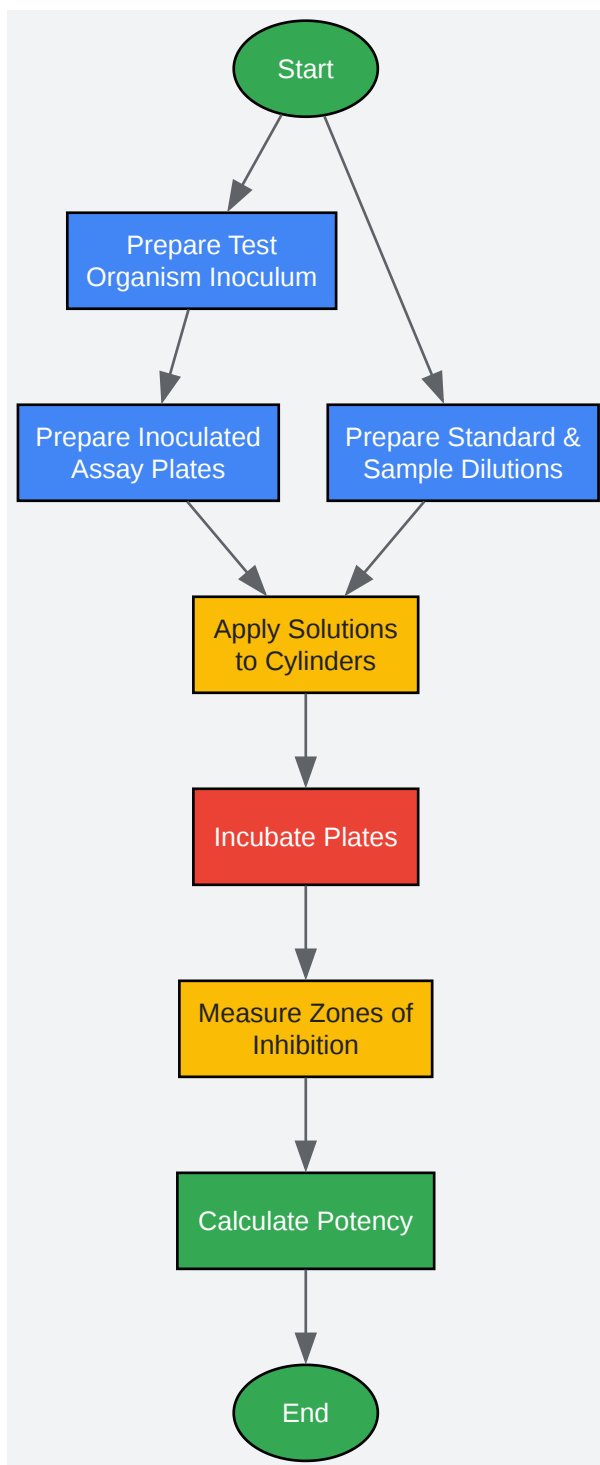 Start
Prepare Test
Organism Inoculum
Prepare Inoculated
Assay Plates
Prepare Standard &
Sample Dilutions
Apply Solutions
to Cylinders
Incubate Plates
Measure Zones of
Inhibition
Calculate Potency
End